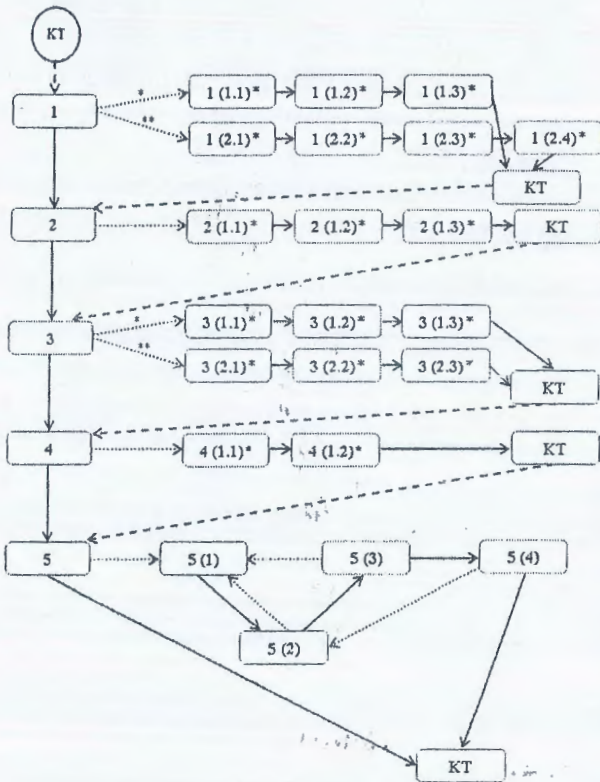 KT
* 1 (1.1)* 1 (1.2)* 1 (1.3)*
1
** 1 (2.1)* 1 (2.2)* 1 (2.3)* 1 (2.4)*
KT
2 2 (1.1)* 2 (1.2)* 2 (1.3)* KT
* 3 (1.1)* 3 (1.2)* 3 (1.3)*
3
** 3 (2.1)* 3 (2.2)* 3 (2.3)*
KT
4 4 (1.1)* 4 (1.2)* KT
5 5 (1) 5 (3) 5 (4)
5 (2)
KT